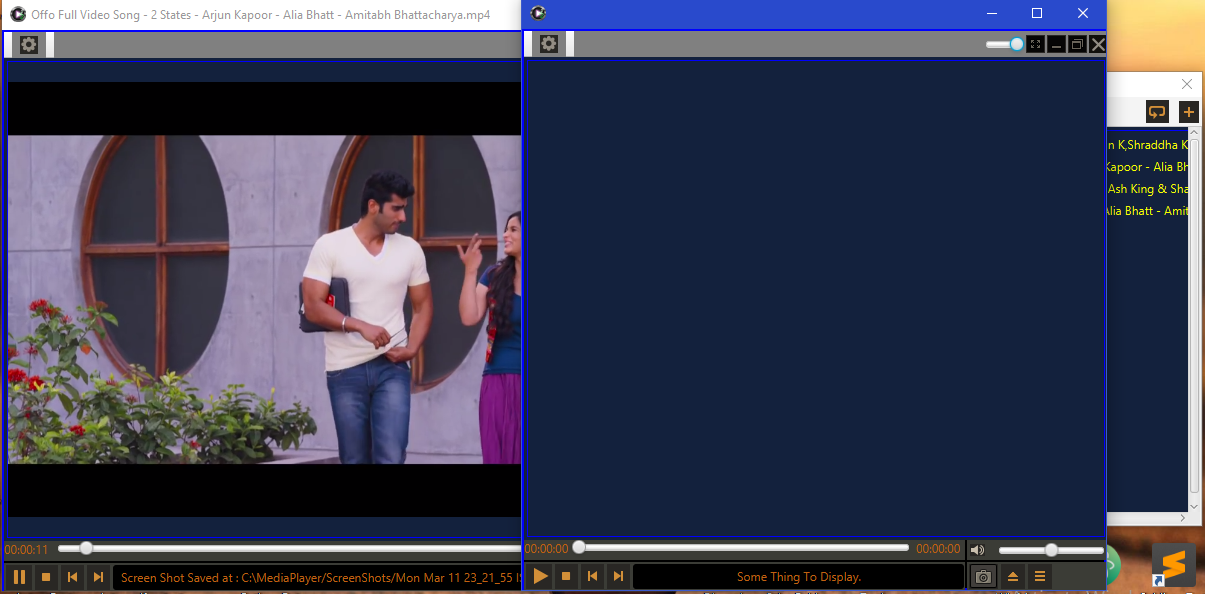 Offo Full Video Song - 2 States - Arjun Kapoor - Alia Bhatt - Amitabh Bhattacharya.mp4
n K,Shraddha K
Kapoor - Alia Bh
Ash King & Sha
Alia Bhatt - Amit
00:00:11
00:00:00
00:00:00
Screen Shot Saved at : C:\MediaPlayer/ScreenShots/Mon Mar 11 23_21_55 IS
Some Thing To Display.